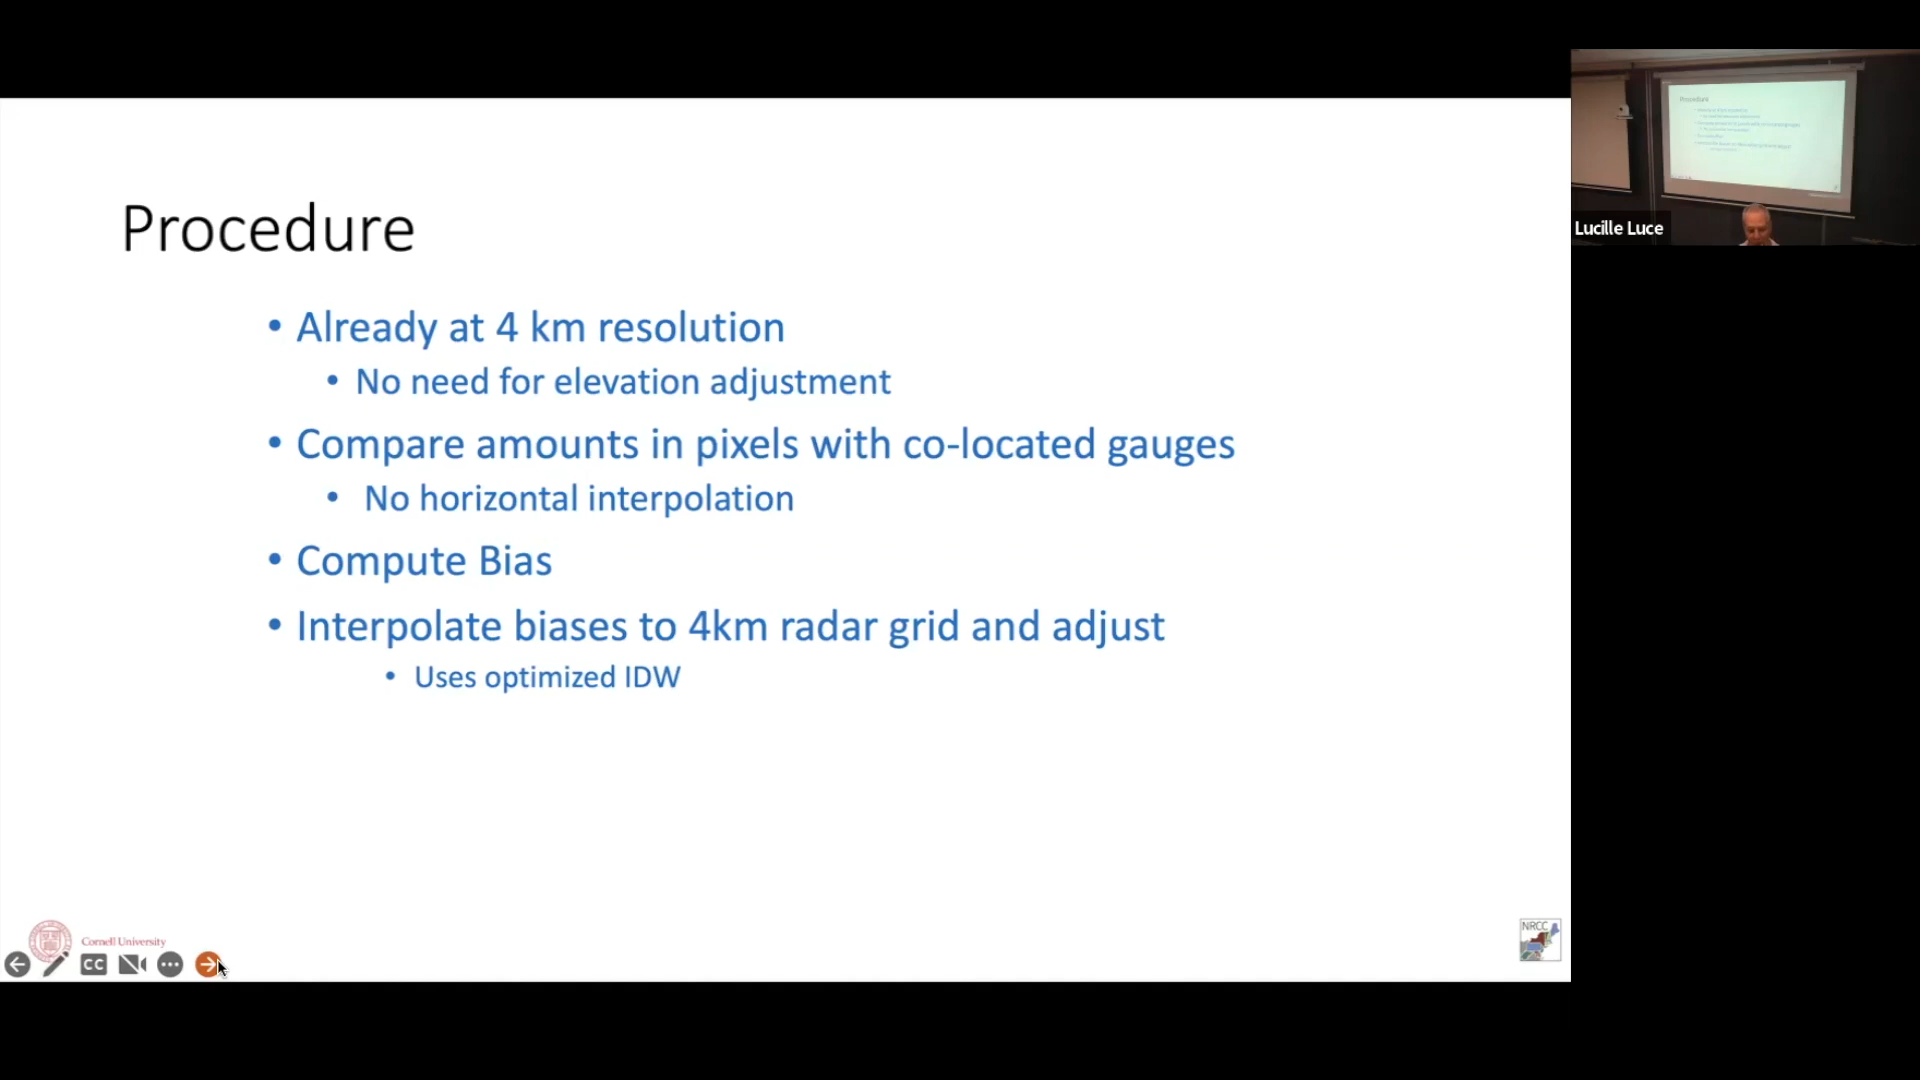 Procedure
• Already at 4 km resolution
• No need for elevation adjustment
• Compare amounts in pixels with co-located gauges
• No horizontal interpolation
• Compute Bias
• Interpolate biases to 4km radar grid and adjust
• Uses optimized IDW
Cornell University
CC
NRCC
Lucille Luce
Procedure